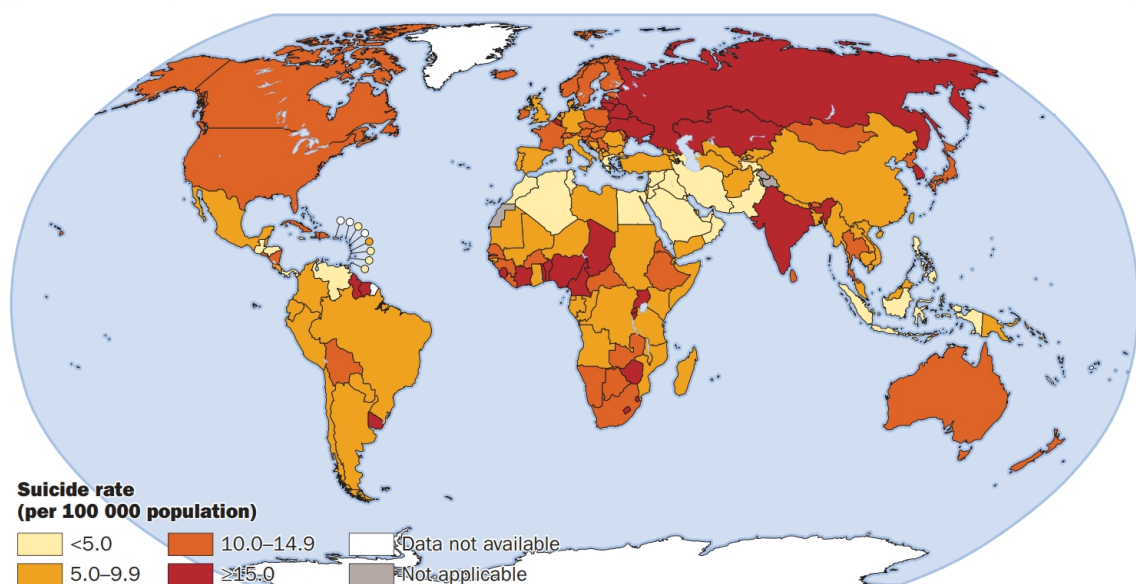 Suicide rate
(per 100 000 population)
<5.0
10.0–14.9
Data not available
5.0–9.9
≥15.0
Not applicable